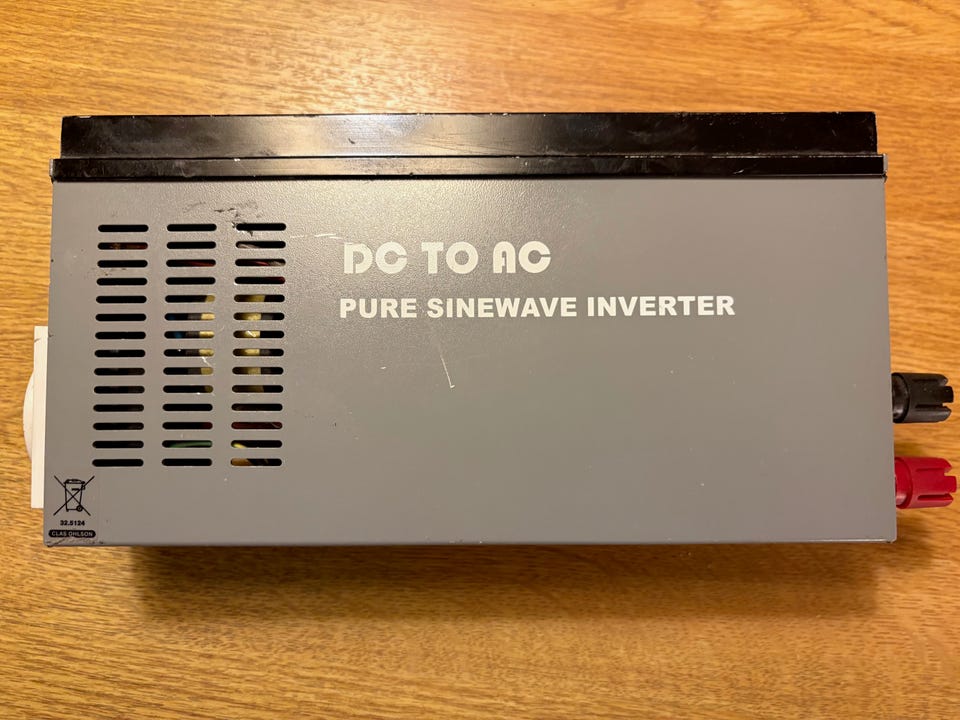 DC TO AC
PURE SINEWAVE INVERTER
32.5124
CLAS OHLSON